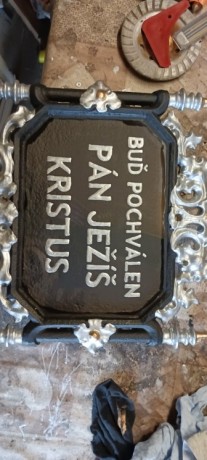 BUĎ POCHVÁLEN
PÁN JEŽÍŠ
KRISTUS